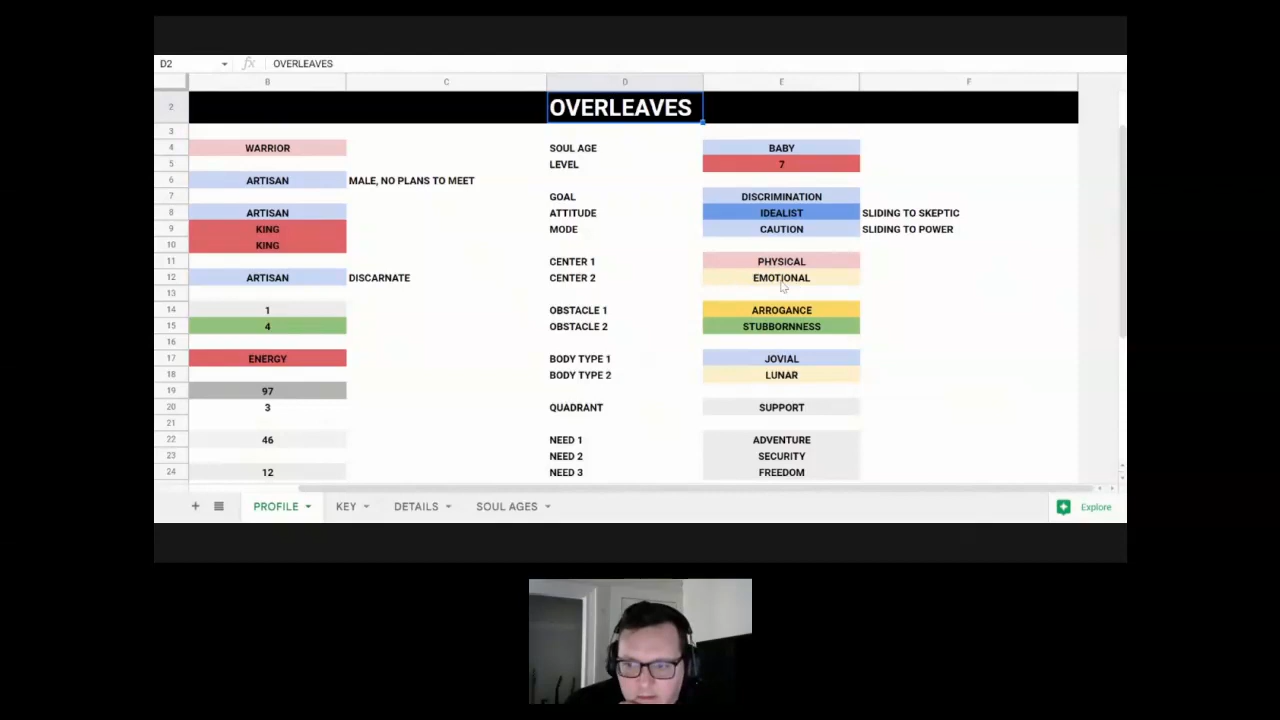 D2 fx OVERLEAVES
B C D E F
2 OVERLEAVES
3
4 WARRIOR SOUL AGE BABY
5 LEVEL 7
6 ARTISAN MALE, NO PLANS TO MEET
7 GOAL DISCRIMINATION
8 ARTISAN ATTITUDE IDEALIST SLIDING TO SKEPTIC
9 KING MODE CAUTION SLIDING TO POWER
10 KING
11 CENTER 1 PHYSICAL
12 ARTISAN DISCARNATE CENTER 2 EMOTIONAL
13
14 1 OBSTACLE 1 ARROGANCE
15 4 OBSTACLE 2 STUBBORNNESS
16
17 ENERGY BODY TYPE 1 JOVIAL
18 BODY TYPE 2 LUNAR
19 97
20 3 QUADRANT SUPPORT
21
22 46 NEED 1 ADVENTURE
23 NEED 2 SECURITY
24 12 NEED 3 FREEDOM
+ PROFILE KEY DETAILS SOUL AGES Explore